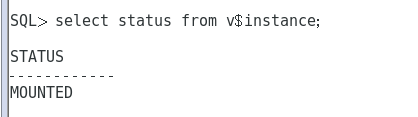 SQL> select status from v$instance;
STATUS
------------
MOUNTED